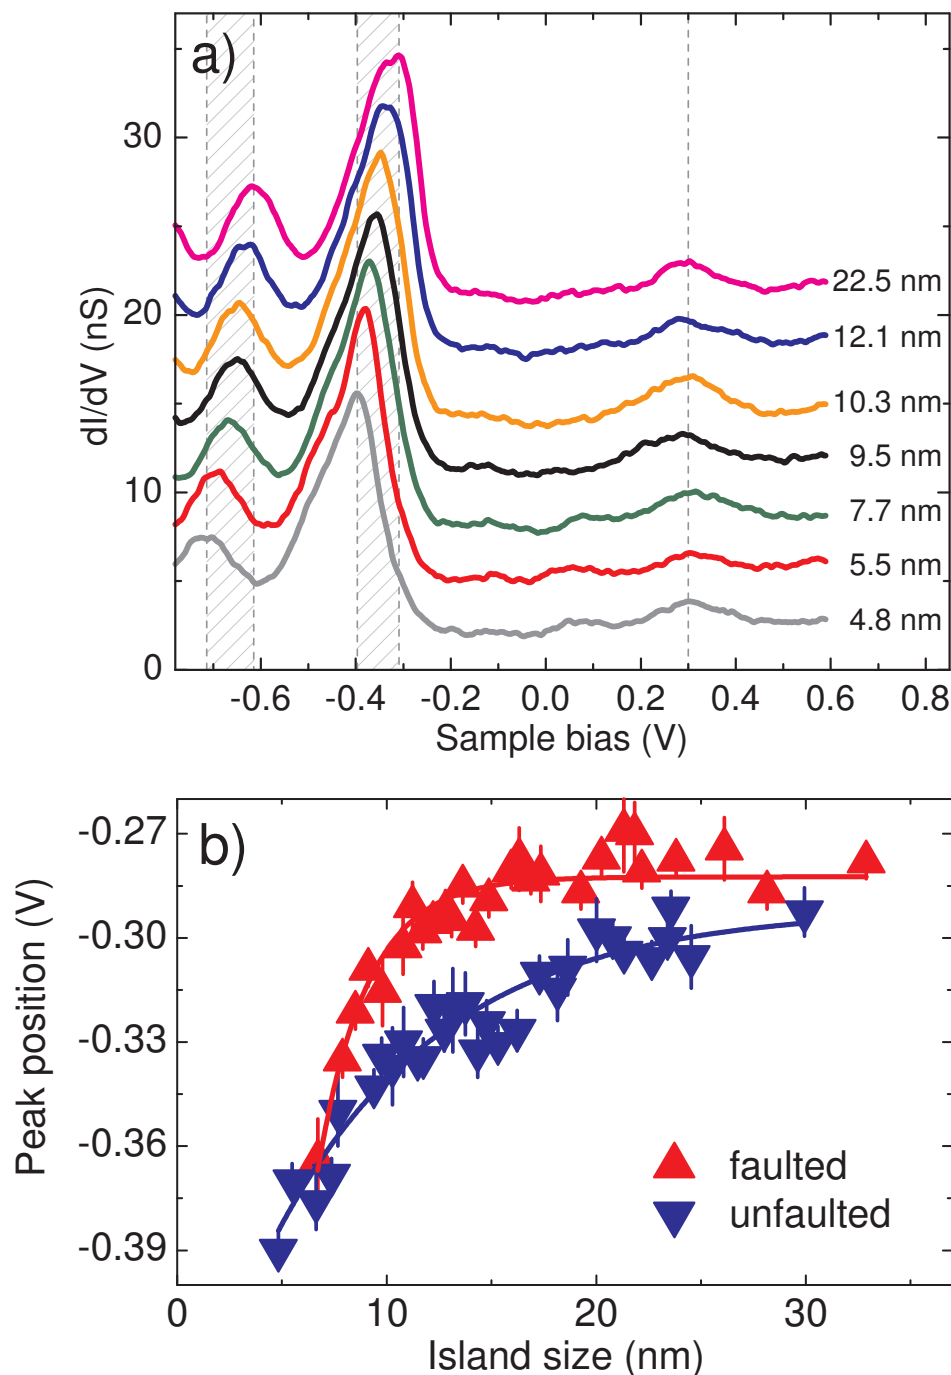 a)
dI/dV (nS)
30
20
10
0
22.5 nm
12.1 nm
10.3 nm
9.5 nm
7.7 nm
5.5 nm
4.8 nm
-0.6 -0.4 -0.2 0.0 0.2 0.4 0.6 0.8
Sample bias (V)
b)
Peak position (V)
-0.27
-0.30
-0.33
-0.36
-0.39
faulted
unfaulted
0 10 20 30
Island size (nm)